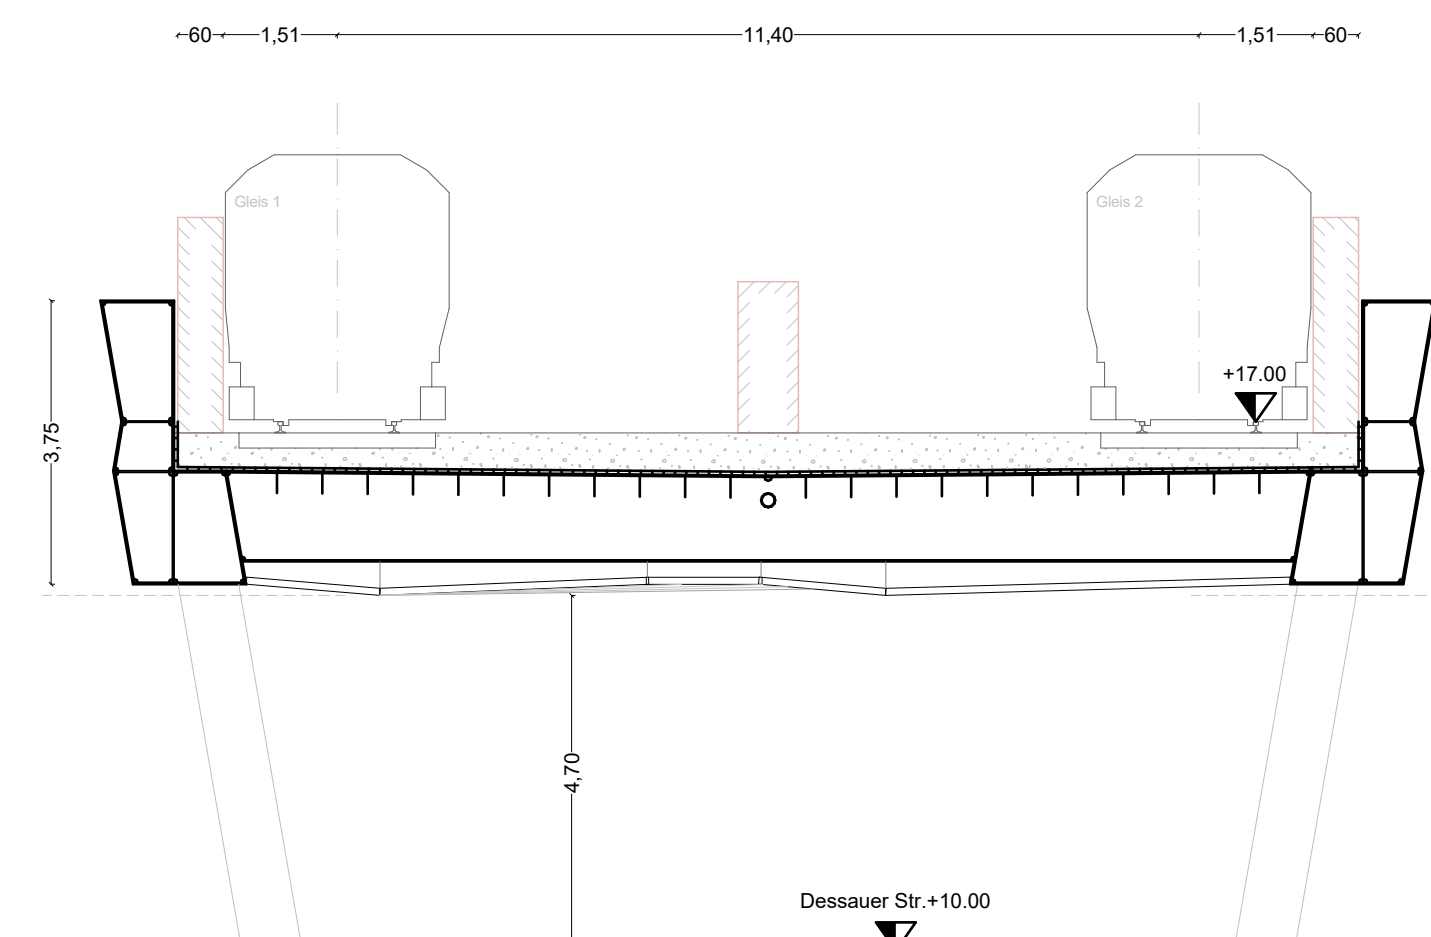 60 1,51 11,40 1,51 60
Gleis 1
Gleis 2
+17.00
3,75
4,70
Dessauer Str.+10.00